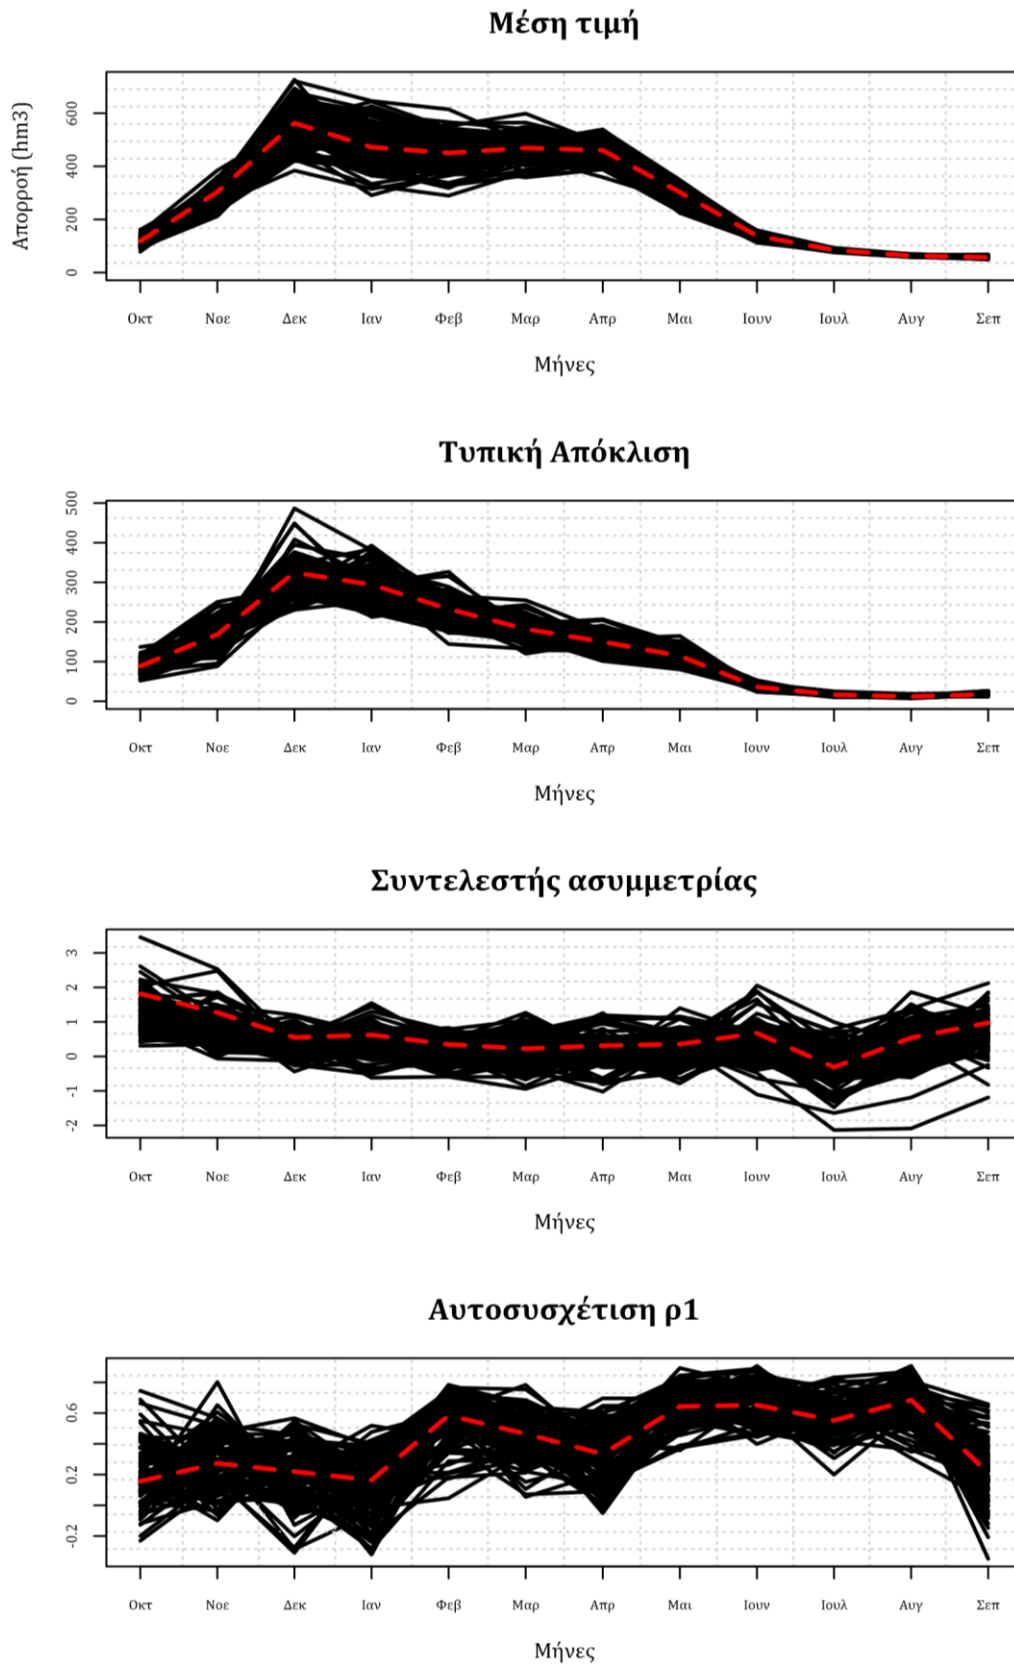 Μέση τιμή
Απορροή (hm3)
600
400
200
0
Οκτ Νοε Δεκ Ιαν Φεβ Μαρ Απρ Μαι Ιουν Ιουλ Αυγ Σεπ
Μήνες
Τυπική Απόκλιση
500
400
300
200
100
0
Οκτ Νοε Δεκ Ιαν Φεβ Μαρ Απρ Μαι Ιουν Ιουλ Αυγ Σεπ
Μήνες
Συντελεστής ασυμμετρίας
3
2
1
0
-1
-2
Οκτ Νοε Δεκ Ιαν Φεβ Μαρ Απρ Μαι Ιουν Ιουλ Αυγ Σεπ
Μήνες
Αυτοσυσχέτιση ρ1
0.6
0.2
-0.2
Οκτ Νοε Δεκ Ιαν Φεβ Μαρ Απρ Μαι Ιουν Ιουλ Αυγ Σεπ
Μήνες